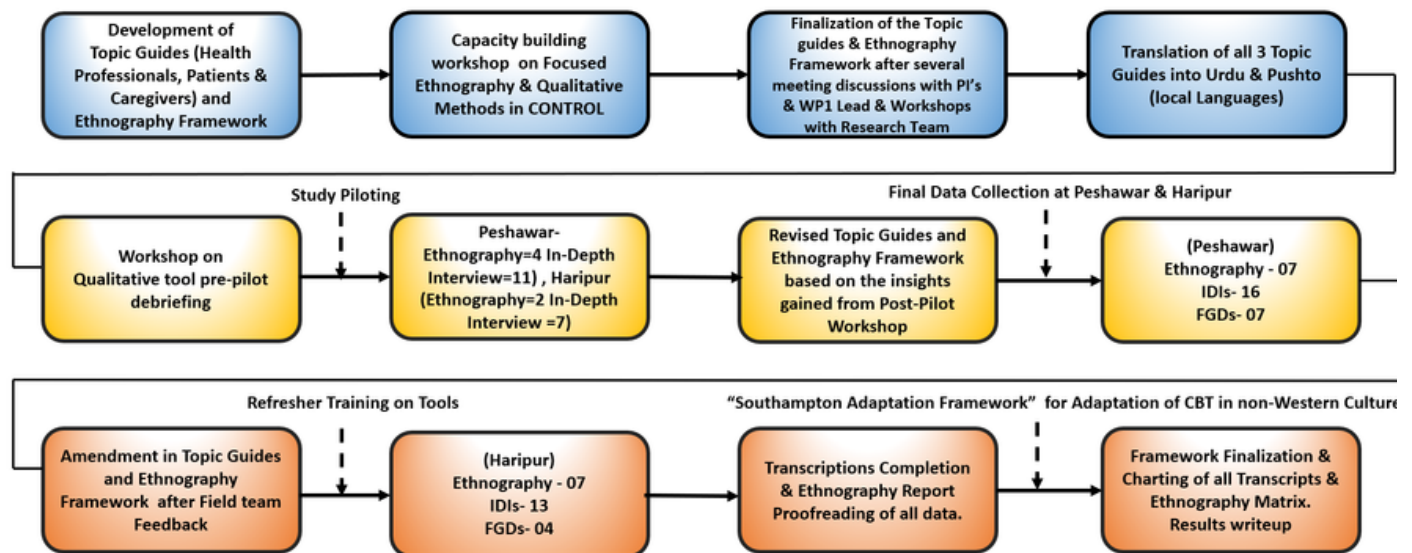 Development of
Topic Guides (Health
Professionals, Patients &
Caregivers) and
Ethnography Framework
Capacity building
workshop on Focused
Ethnography & Qualitative
Methods in CONTROL
Finalization of the Topic
guides & Ethnography
Framework after several
meeting discussions with PI's
& WP1 Lead & Workshops
with Research Team
Translation of all 3 Topic
Guides into Urdu & Pushto
(local Languages)
Study Piloting
Final Data Collection at Peshawar & Haripur
Workshop on
Qualitative tool pre-pilot
debriefing
Peshawar-
Ethnography=4 In-Depth
Interview=11) , Haripur
(Ethnography=2 In-Depth
Interview =7)
Revised Topic Guides and
Ethnography Framework
based on the insights
gained from Post-Pilot
Workshop
(Peshawar)
Ethnography - 07
IDIs- 16
FGDs- 07
Refresher Training on Tools
“Southampton Adaptation Framework” for Adaptation of CBT in non-Western Culture
Amendment in Topic Guides
and Ethnography
Framework after Field team
Feedback
(Haripur)
Ethnography - 07
IDIs- 13
FGDs- 04
Transcriptions Completion
& Ethnography Report
Proofreading of all data.
Framework Finalization &
Charting of all Transcripts &
Ethnography Matrix.
Results writeup